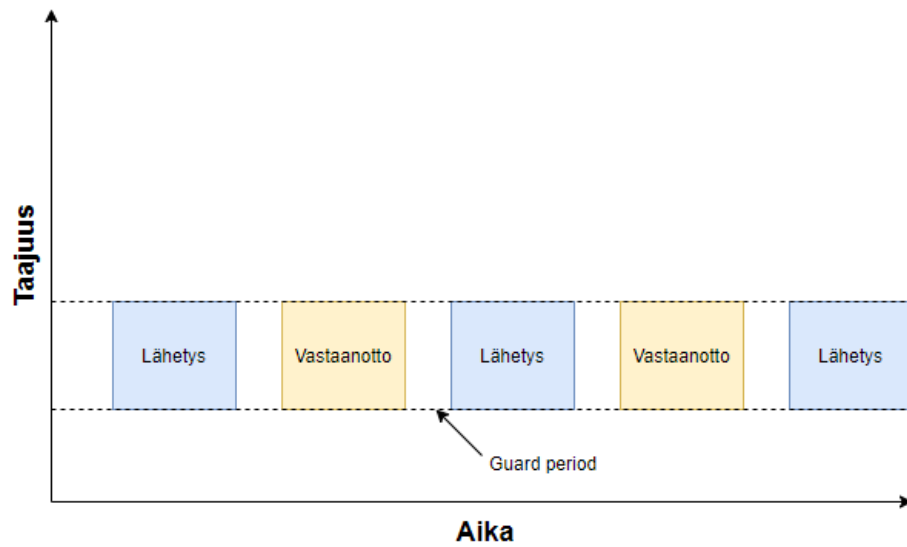 Taajuus
Lähetys
Vastaanotto
Lähetys
Vastaanotto
Lähetys
Guard period
Aika